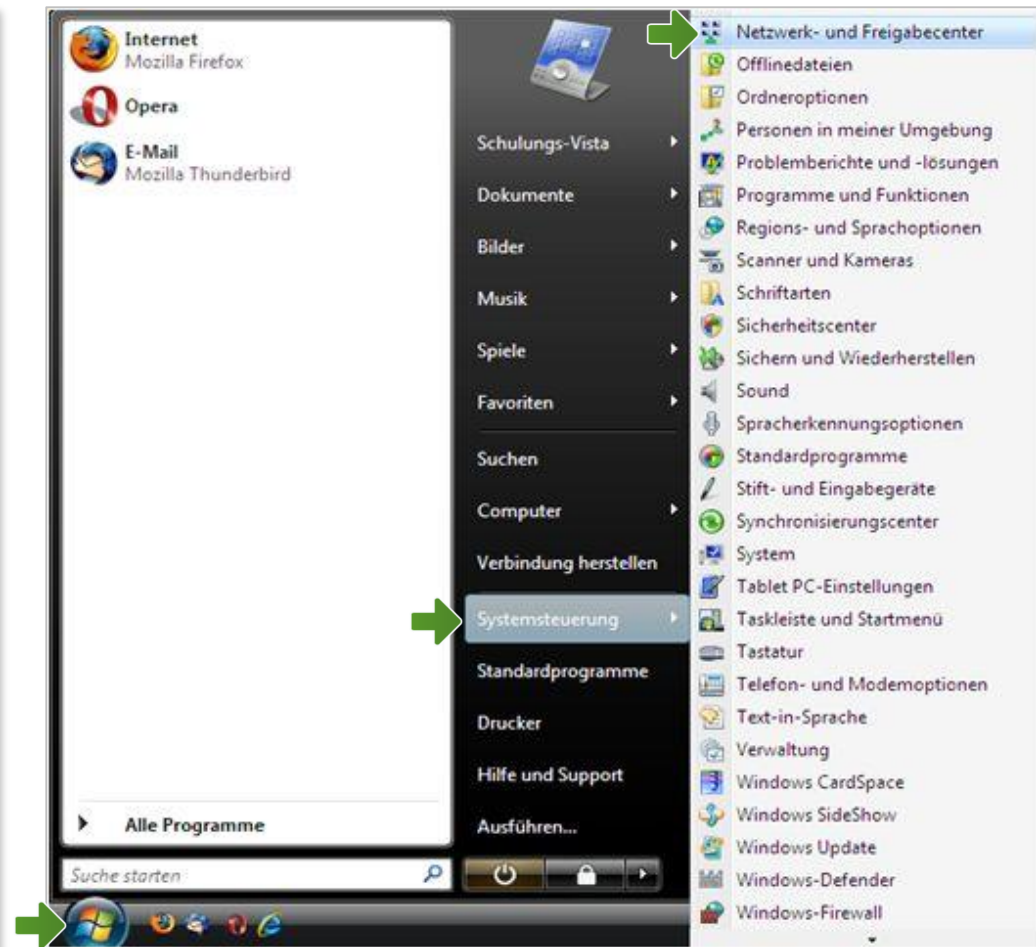 Internet
Mozilla Firefox
Opera
E-Mail
Mozilla Thunderbird
Alle Programme
Suche starten
Schulungs-Vista
Dokumente
Bilder
Musik
Spiele
Favoriten
Suchen
Computer
Verbindung herstellen
Systemsteuerung
Standardprogramme
Drucker
Hilfe und Support
Ausführen...
Netzwerk- und Freigabecenter
Offlinedateien
Ordneroptionen
Personen in meiner Umgebung
Problemberichte und -lösungen
Programme und Funktionen
Regions- und Sprachoptionen
Scanner und Kameras
Schriftarten
Sicherheitscenter
Sichern und Wiederherstellen
Sound
Spracherkennungsoptionen
Standardprogramme
Stift- und Eingabegeräte
Synchronisierungscenter
System
Tablet PC-Einstellungen
Taskleiste und Startmenü
Tastatur
Telefon- und Modemoptionen
Text-in-Sprache
Verwaltung
Windows CardSpace
Windows SideShow
Windows Update
Windows-Defender
Windows-Firewall